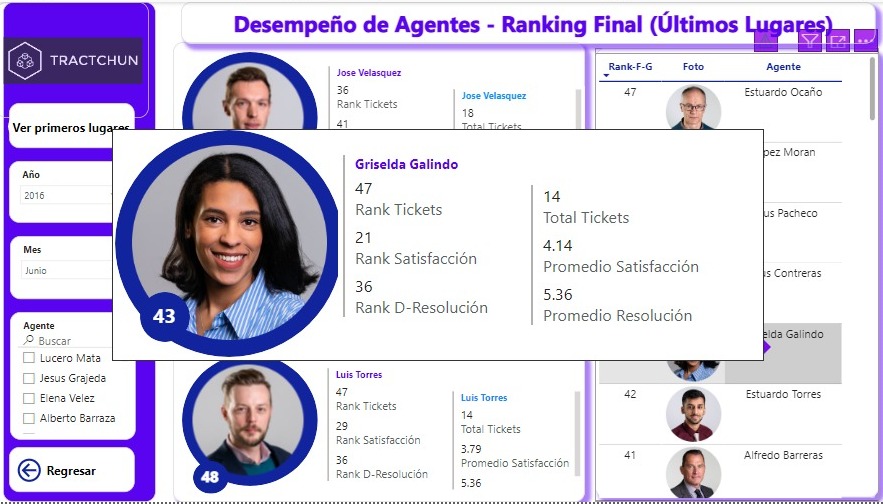 Desempeño de Agentes - Ranking Final (Últimos Lugares)
TRACTCHUN
Ver primeros lugares
Año
2016
Mes
Junio
Agente
Buscar
Lucero Mata
Jesus Grajeda
Elena Velez
Alberto Barraza
Regresar
Jose Velasquez
36
Rank Tickets
41
Jose Velasquez
18
Total Tickets
Griselda Galindo
47
Rank Tickets
21
Rank Satisfacción
36
Rank D-Resolución
14
Total Tickets
4.14
Promedio Satisfacción
5.36
Promedio Resolución
43
Luis Torres
47
Rank Tickets
29
Rank Satisfacción
36
Rank D-Resolución
Luis Torres
14
Total Tickets
3.79
Promedio Satisfacción
5.36
48
Rank-F-G Foto Agente
47 Estuardo Ocaño
pez Moran
us Pacheco
us Contreras
elda Galindo
42 Estuardo Torres
41 Alfredo Barreras